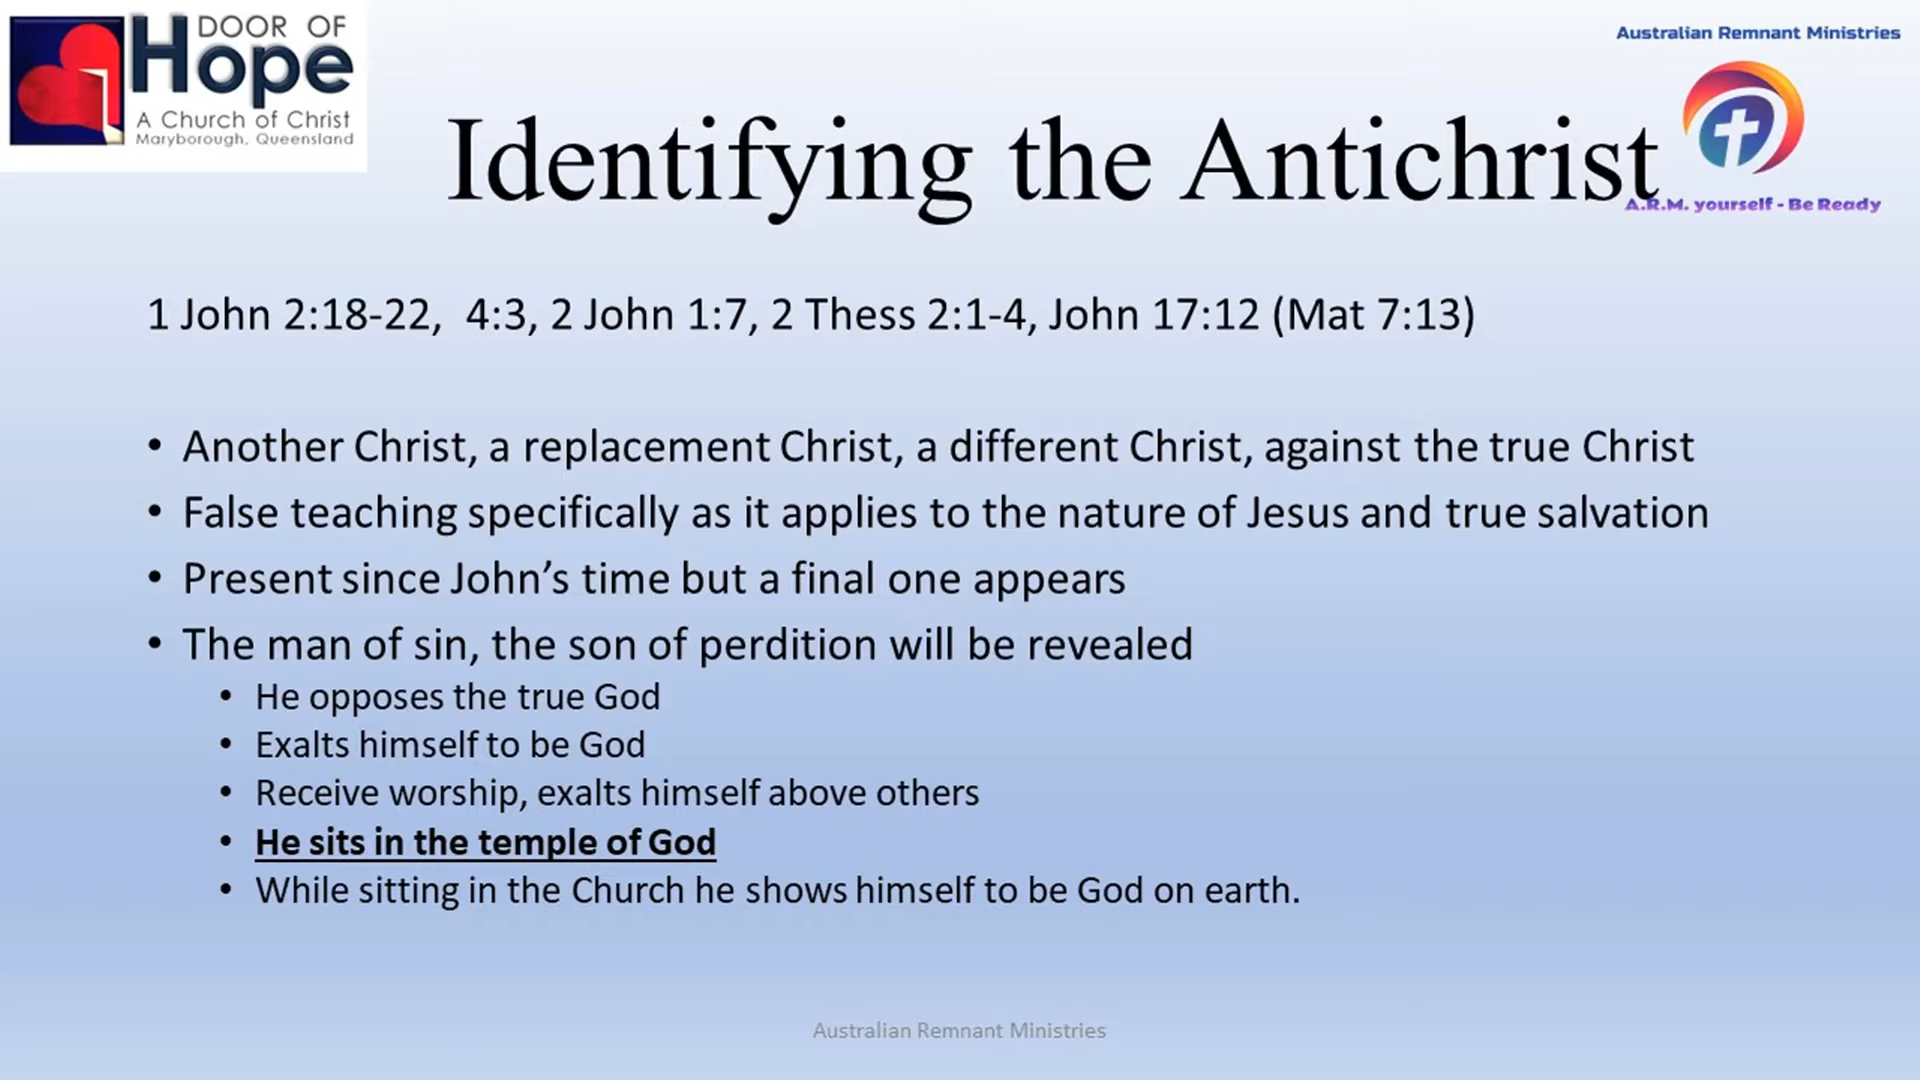 DOOR OF
Hope
A Church of Christ
Maryborough, Queensland
Australian Remnant Ministries
A.R.M. yourself - Be Ready
Identifying the Antichrist
1 John 2:18-22,  4:3, 2 John 1:7, 2 Thess 2:1-4, John 17:12 (Mat 7:13)
• Another Christ, a replacement Christ, a different Christ, against the true Christ
• False teaching specifically as it applies to the nature of Jesus and true salvation
• Present since John’s time but a final one appears
• The man of sin, the son of perdition will be revealed
• He opposes the true God
• Exalts himself to be God
• Receive worship, exalts himself above others
• He sits in the temple of God
• While sitting in the Church he shows himself to be God on earth.
Australian Remnant Ministries